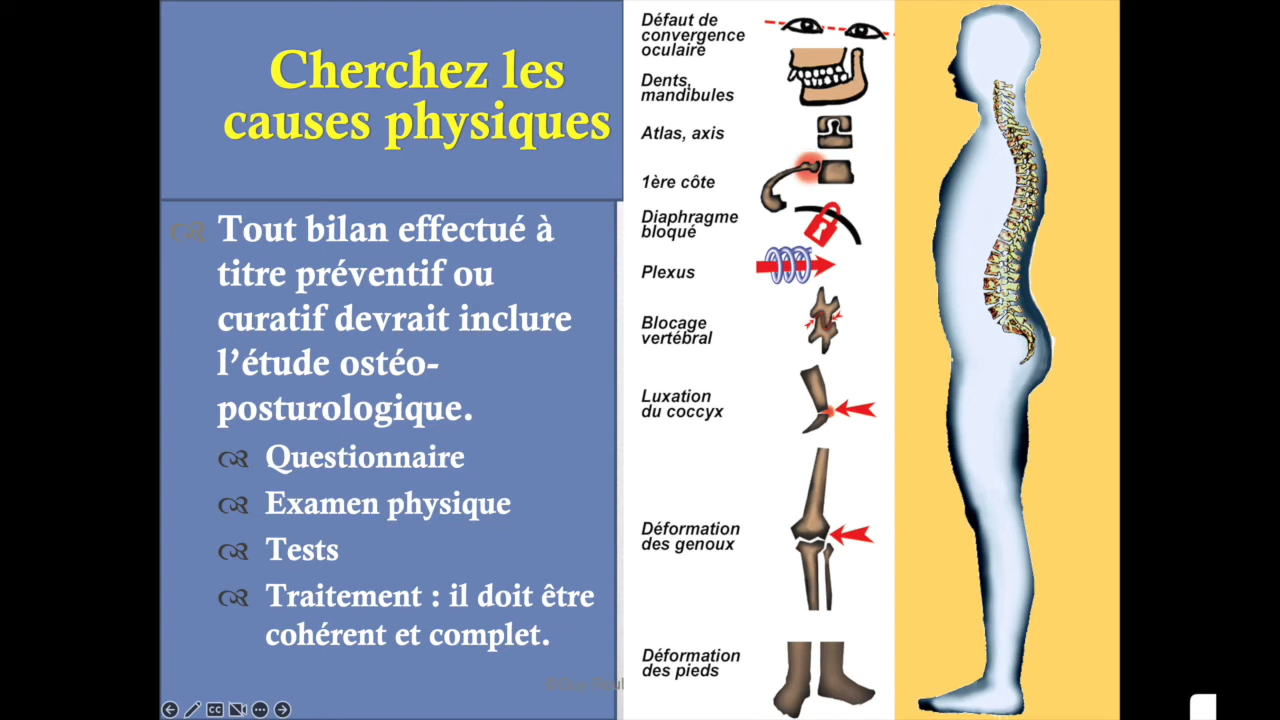 Cherchez les
causes physiques
Tout bilan effectué à
titre préventif ou
curatif devrait inclure
l’étude ostéo-
posturologique.
Questionnaire
Examen physique
Tests
Traitement : il doit être
cohérent et complet.
Défaut de
convergence
oculaire
Dents,
mandibules
Atlas, axis
1ère côte
Diaphragme
bloqué
Plexus
Blocage
vertébral
Luxation
du coccyx
Déformation
des genoux
Déformation
des pieds
CC